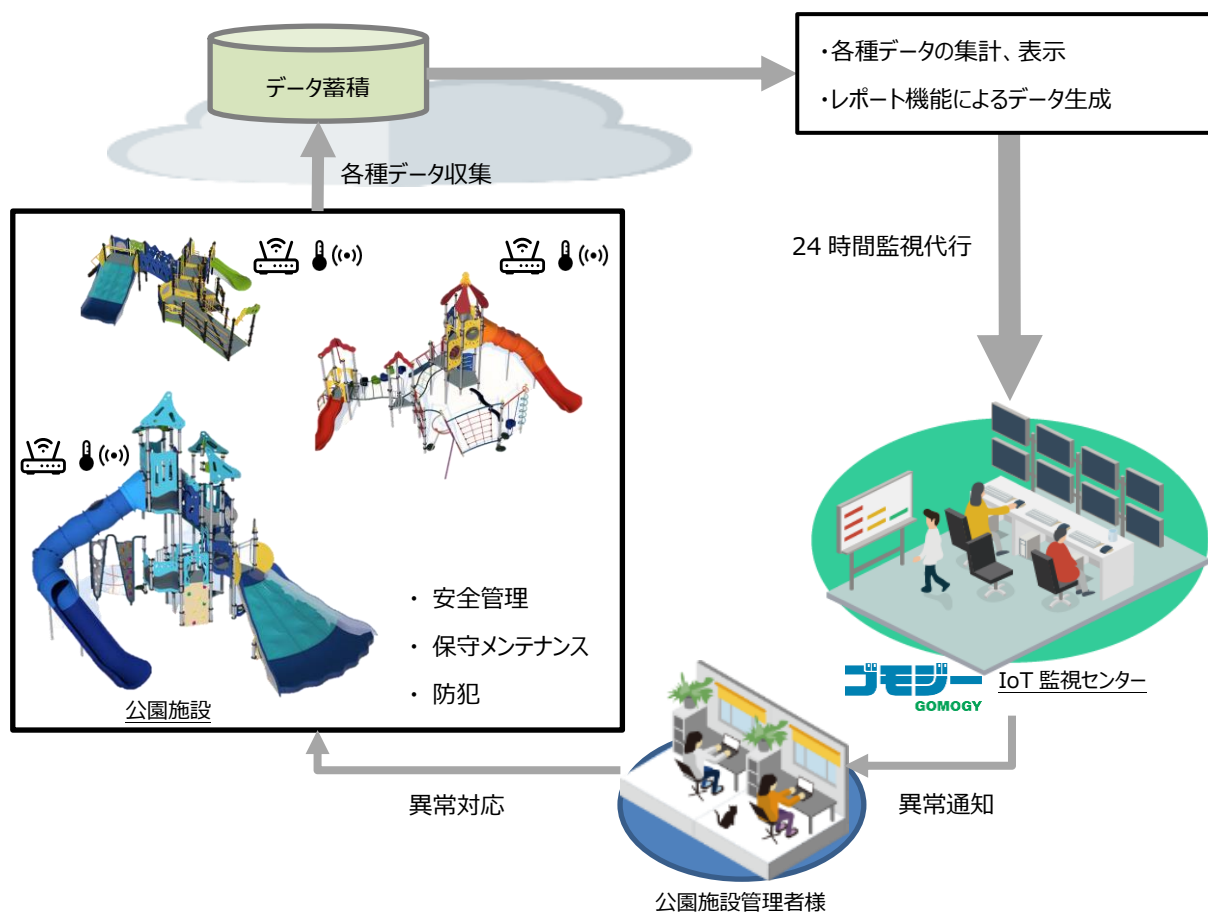 データ蓄積
・各種データの集計、表示
・レポート機能によるデータ生成
各種データ収集
24 時間監視代行
・ 安全管理
・ 保守メンテナンス
・ 防犯
公園施設
ゴモジー
GOMOGY
IoT 監視センター
異常対応
異常通知
公園施設管理者様